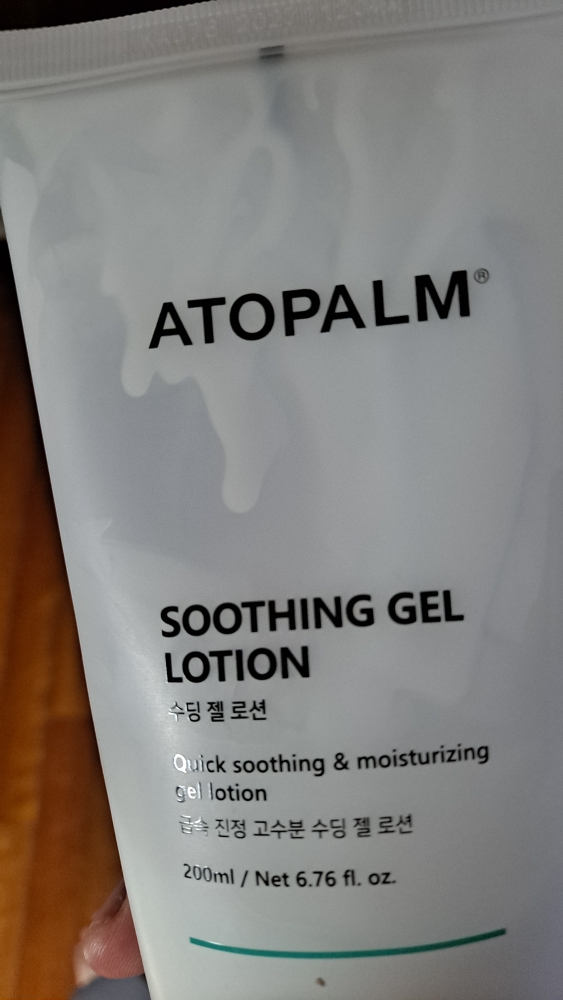 ATOPALM®
SOOTHING GEL
LOTION
수딩 젤 로션
Quick soothing & moisturizing
gel lotion
급속 진정 고수분 수딩 젤 로션
200ml / Net 6.76 fl. oz.